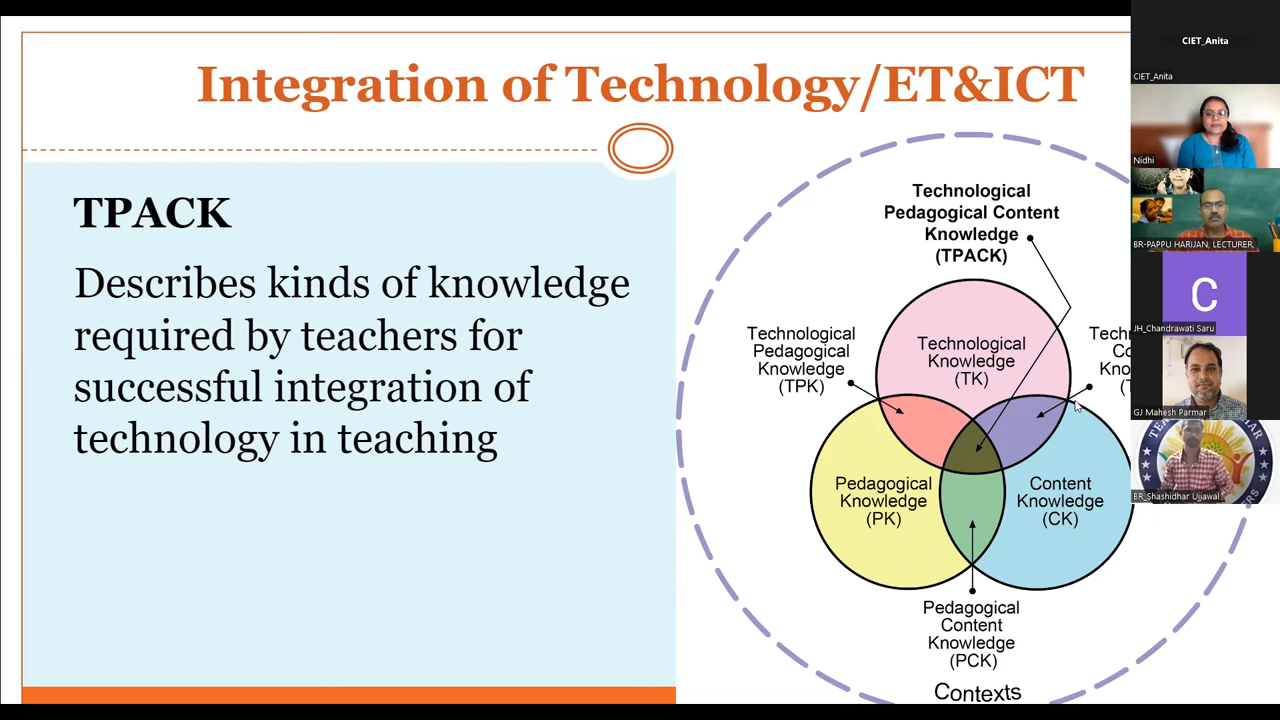 Integration of Technology/ET&ICT
TPACK
Describes kinds of knowledge
required by teachers for
successful integration of
technology in teaching
Technological
Pedagogical Content
Knowledge
(TPACK)
Technological
Pedagogical
Knowledge
(TPK)
Technological
Knowledge
(TK)
Pedagogical
Knowledge
(PK)
Content
Knowledge
(CK)
Pedagogical
Content
Knowledge
(PCK)
Contexts
CIET_Anita
CIET_Anita
Nidhi
BR-PAPPU HARIJAN, LECTURER,
C
JH_Chandrawati Saru
GJ Mahesh Parmar
BR_Shashidhar Ujjawal